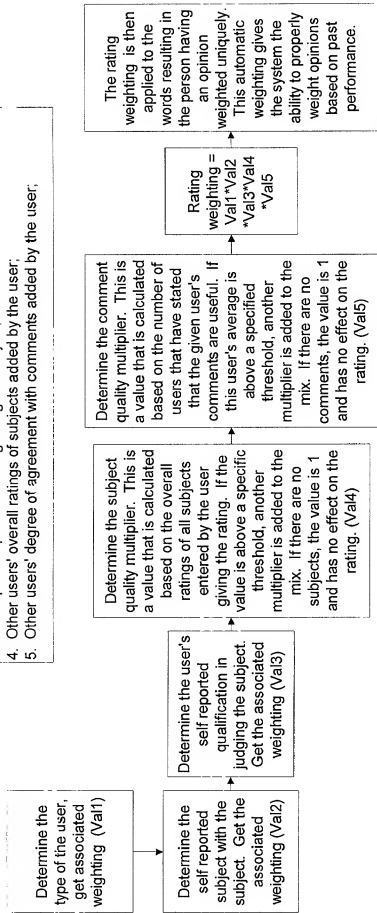 4. Other users' overall ratings of subjects added by the user;
5. Other users' degree of agreement with comments added by the user;
Determine the
type of the user,
get associated
weighting (Val1)
Determine the
self reported
subject with the
subject. Get the
associated
weighting (Val2)
Determine the user's
self reported
qualification in
judging the subject.
Get the associated
weighting (Val3)
Determine the subject
quality multiplier. This is
a value that is calculated
based on the overall
ratings of all subjects
entered by the user
giving the rating. If the
value is above a specific
threshold, another
multiplier is added to the
mix. If there are no
subjects, the value is 1
and has no effect on the
rating. (Val4)
Determine the comment
quality multiplier. This is
a value that is calculated
based on the number of
users that have stated
that the given user's
comments are useful. If
this user's average is
above a specified
threshold, another
multiplier is added to the
mix. If there are no
comments, the value is 1
and has no effect on the
rating. (Val5)
Rating
weighting =
Val1*Val2
*Val3*Val4
*Val5
The rating
weighting is then
applied to the
words resulting in
the person having
an opinion
weighted uniquely.
This automatic
weighting gives
the system the
ability to properly
weight opinions
based on past
performance.